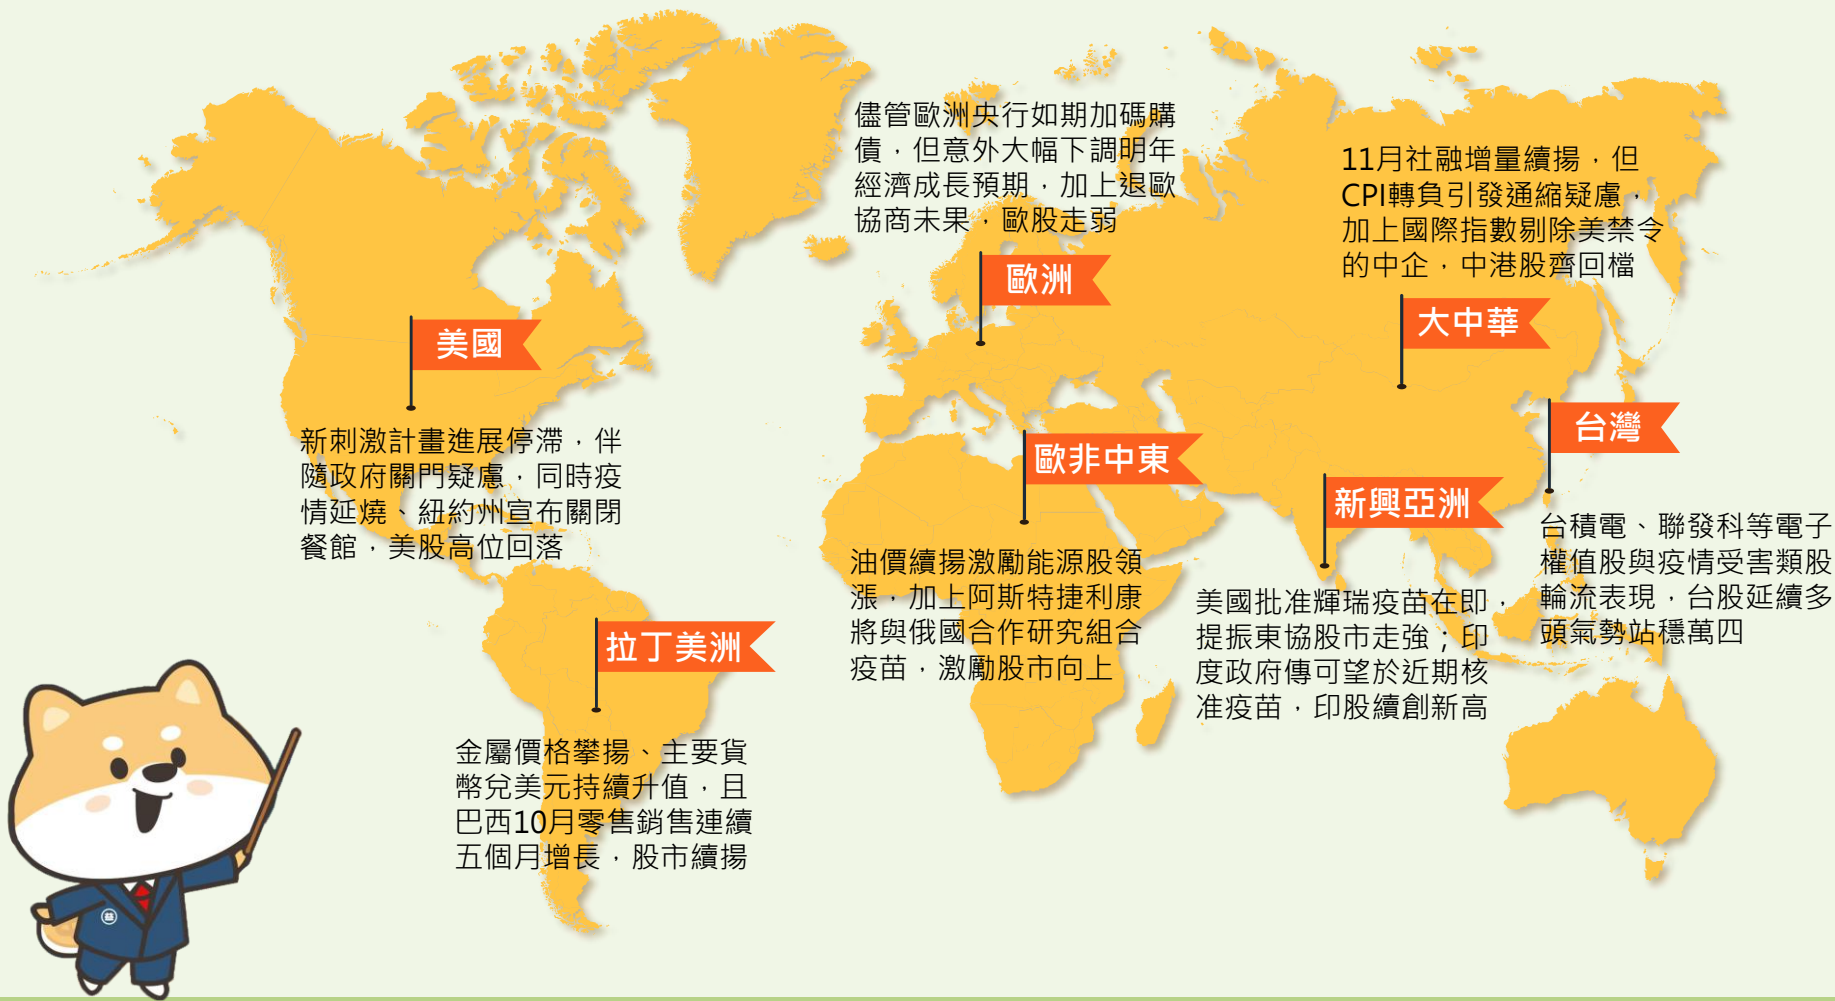 儘管歐洲央行如期加碼購
債，但意外大幅下調明年
經濟成長預期，加上退歐
協商未果，歐股走弱
歐洲
11月社融增量續揚，但
CPI轉負引發通縮疑慮，
加上國際指數剔除美禁令
的中企，中港股齊回檔
大中華
美國
新刺激計畫進展停滯，伴
隨政府關門疑慮，同時疫
情延燒、紐約州宣布關閉
餐館，美股高位回落
歐非中東
油價續揚激勵能源股領
漲，加上阿斯特捷利康
將與俄國合作研究組合
疫苗，激勵股市向上
新興亞洲
美國批准輝瑞疫苗在即，
提振東協股市走強；印
度政府傳可望於近期核
准疫苗，印股續創新高
台灣
台積電、聯發科等電子
權值股與疫情受害類股
輪流表現，台股延續多
頭氣勢站穩萬四
拉丁美洲
金屬價格攀揚、主要貨
幣兌美元持續升值，且
巴西10月零售銷售連續
五個月增長，股市續揚